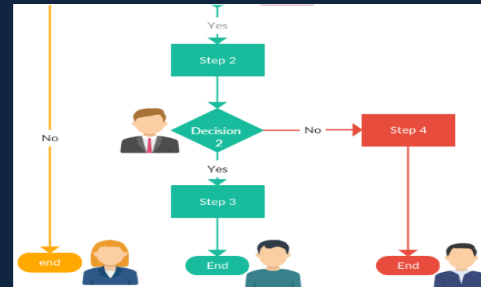 Yes
Step 2
Decision
2
No
Step 4
No
Yes
Step 3
end
End
End